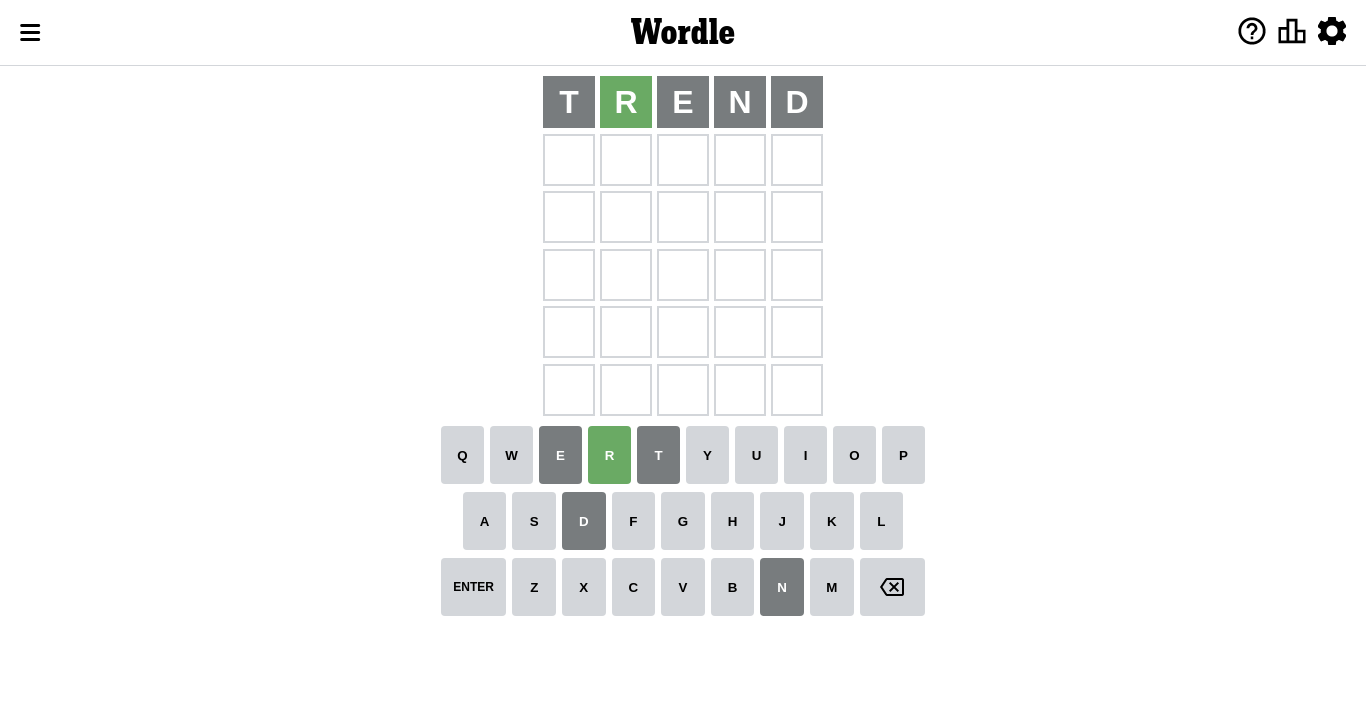 Wordle
T R E N D
Q W E R T Y U I O P
A S D F G H J K L
ENTER Z X C V B N M